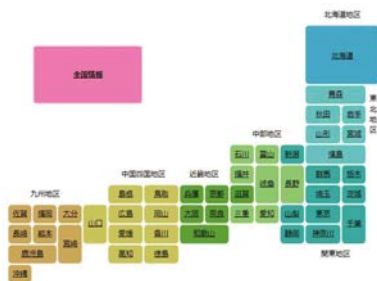 北海道地区
北海道
全国情報
青森
東北地区
秋田 岩手
山形 宮城
中部地区
石川 富山 新潟 福島
中国四国地区 近畿地区
福井 岐阜 長野 群馬 栃木
九州地区
島根 鳥取 兵庫 京都 滋賀 埼玉 茨城
佐賀 福岡 大分 山口 広島 岡山 大阪 奈良 三重 愛知 山梨 東京 千葉
長崎 熊本 宮崎 愛媛 香川 和歌山 静岡 神奈川
鹿児島 高知 徳島 関東地区
沖縄